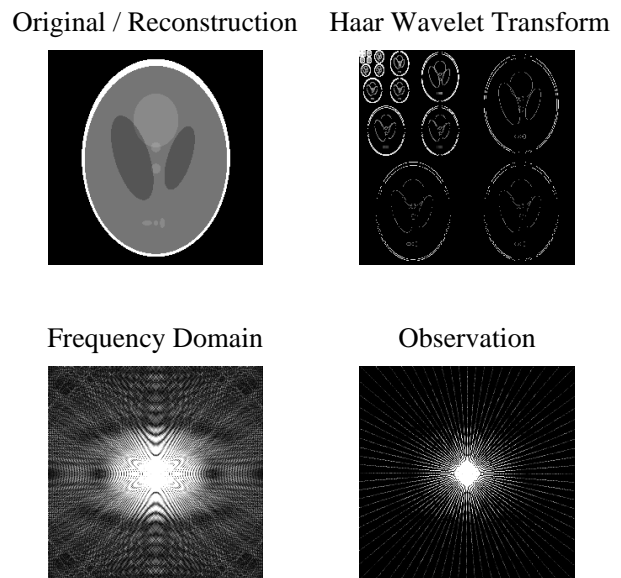 Original / Reconstruction
Haar Wavelet Transform
Frequency Domain
Observation